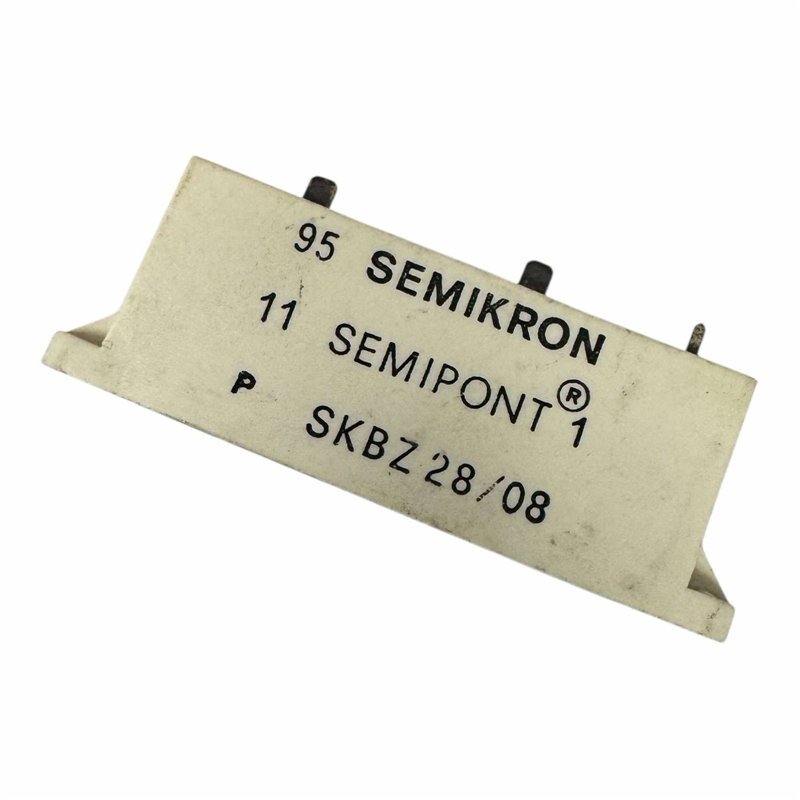 95 SEMIKRON
11 SEMIPONT® 1
P SKBZ 28/08